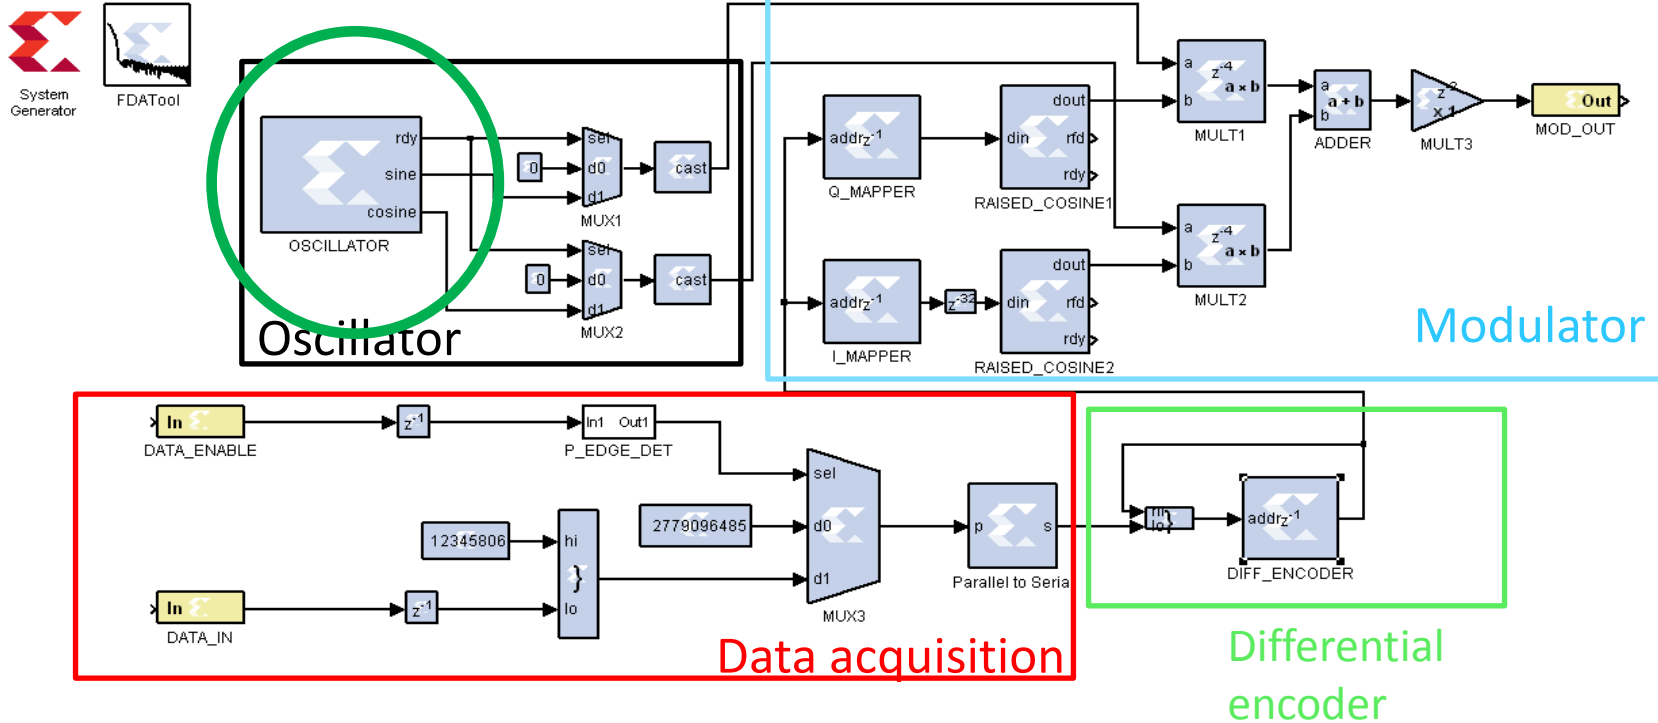 System
Generator
FDATool
rdy
sine
cosine
OSCILLATOR
sel
0
d0
d1
MUX1
cast
sel
0
d0
d1
MUX2
cast
Oscillator
addr z-1
Q_MAPPER
din
dout
rfd
rdy
RAISED_COSINE1
addr z-1
I_MAPPER
z-32
din
dout
rfd
rdy
RAISED_COSINE2
a
b
z-4
a × b
MULT1
a
b
z-4
a × b
MULT2
a
b
a + b
ADDER
z-2
x 1
MULT3
Out
MOD_OUT
Modulator
In
DATA_ENABLE
z-1
In1 Out1
P_EDGE_DET
12345806
hi
}
lo
2779096485
sel
d0
d1
MUX3
In
DATA_IN
z-1
p s
Parallel to Seria
Data acquisition
hi
lo
}
addr z-1
DIFF_ENCODER
Differential
encoder